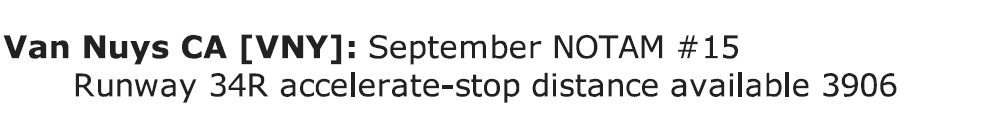 Van Nuys CA [VNY]: September NOTAM #15
Runway 34R accelerate-stop distance available 3906